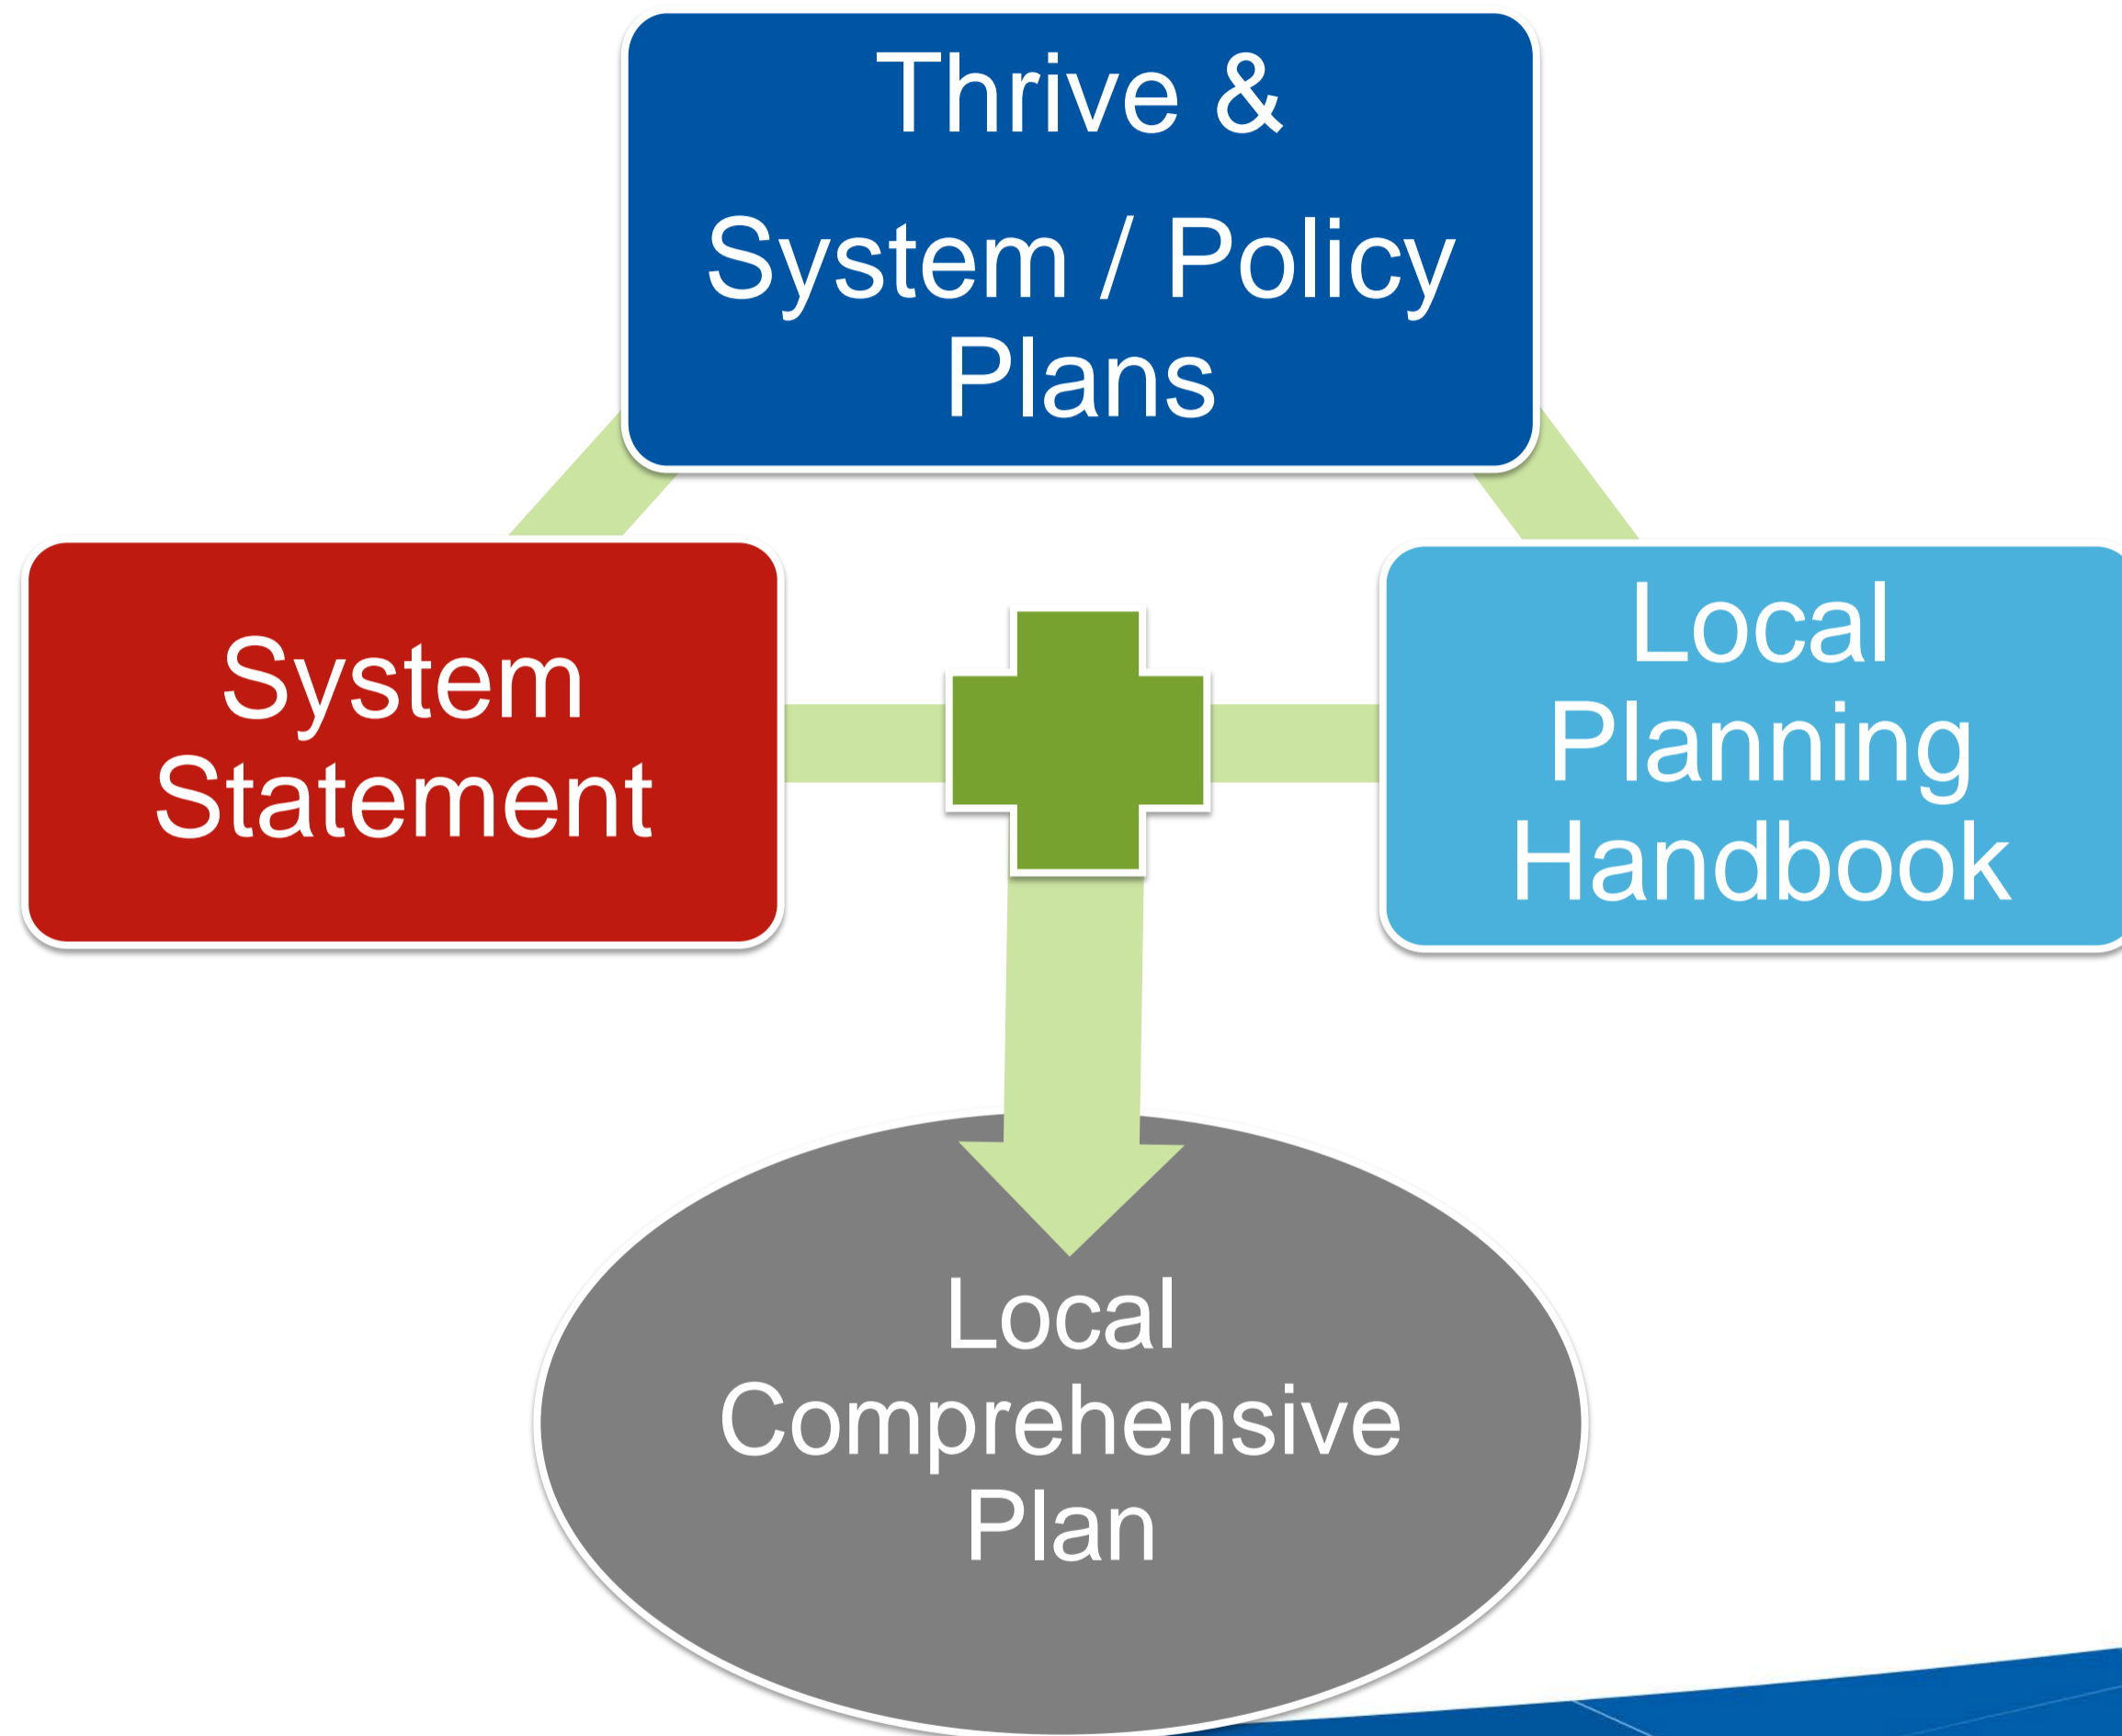 Thrive &
System / Policy
Plans
System
Statement
Local
Planning
Handbook
Local
Comprehensive
Plan